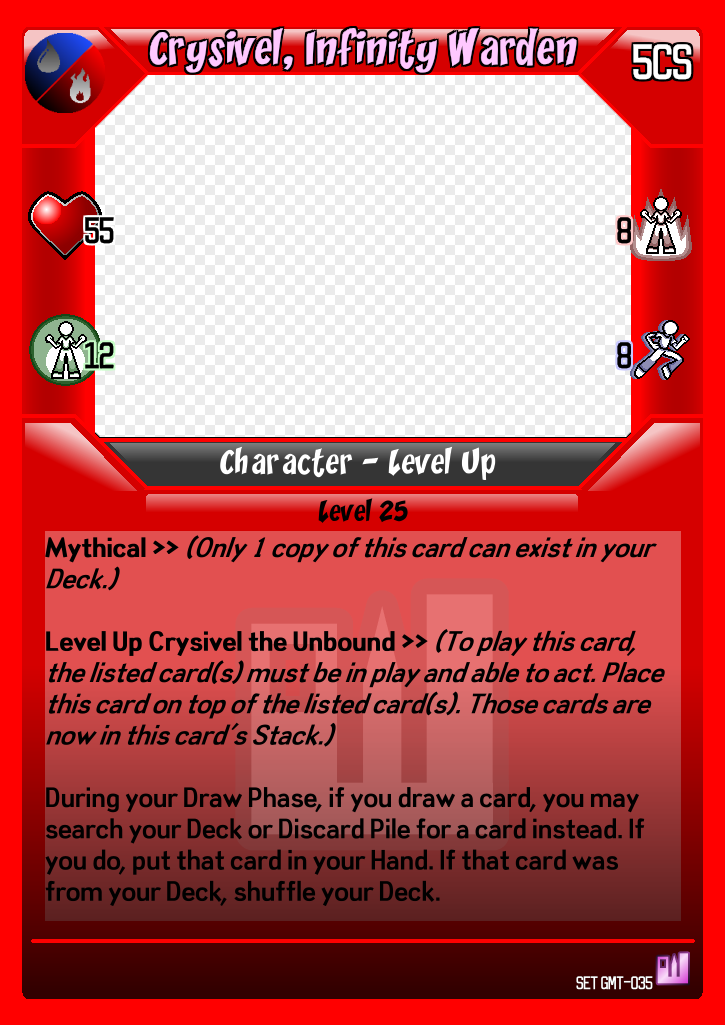 Crysivel, Infinity Warden
5CS
55
8
12
8
Character - Level Up
Level 25
Mythical >> (Only 1 copy of this card can exist in your
Deck.)
Level Up Crysivel the Unbound >> (To play this card,
the listed card(s) must be in play and able to act. Place
this card on top of the listed card(s). Those cards are
now in this card's Stack.)
During your Draw Phase, if you draw a card, you may
search your Deck or Discard Pile for a card instead. If
you do, put that card in your Hand. If that card was
from your Deck, shuffle your Deck.
SET GMT-035